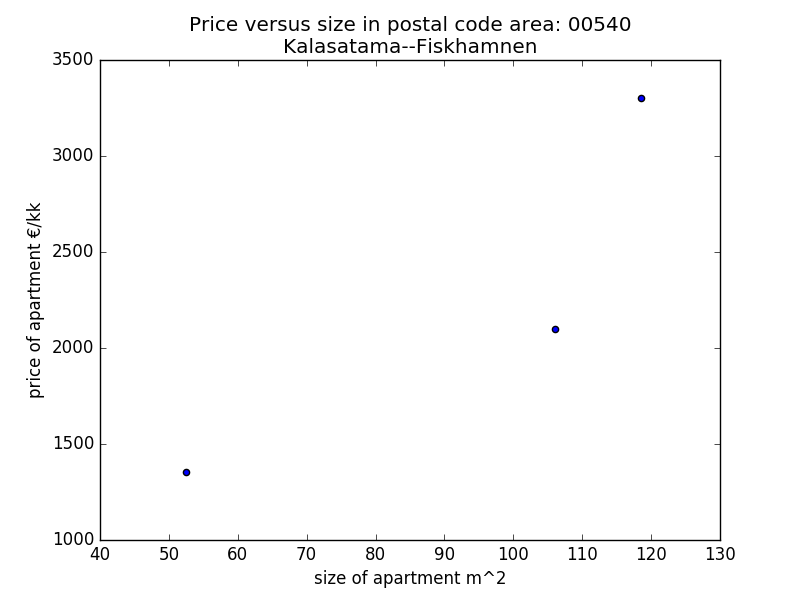 Price versus size in postal code area: 00540
Kalasatama--Fiskhamnen
3500
3000
2500
2000
1500
1000
price of apartment €/kk
40 50 60 70 80 90 100 110 120 130
size of apartment m^2